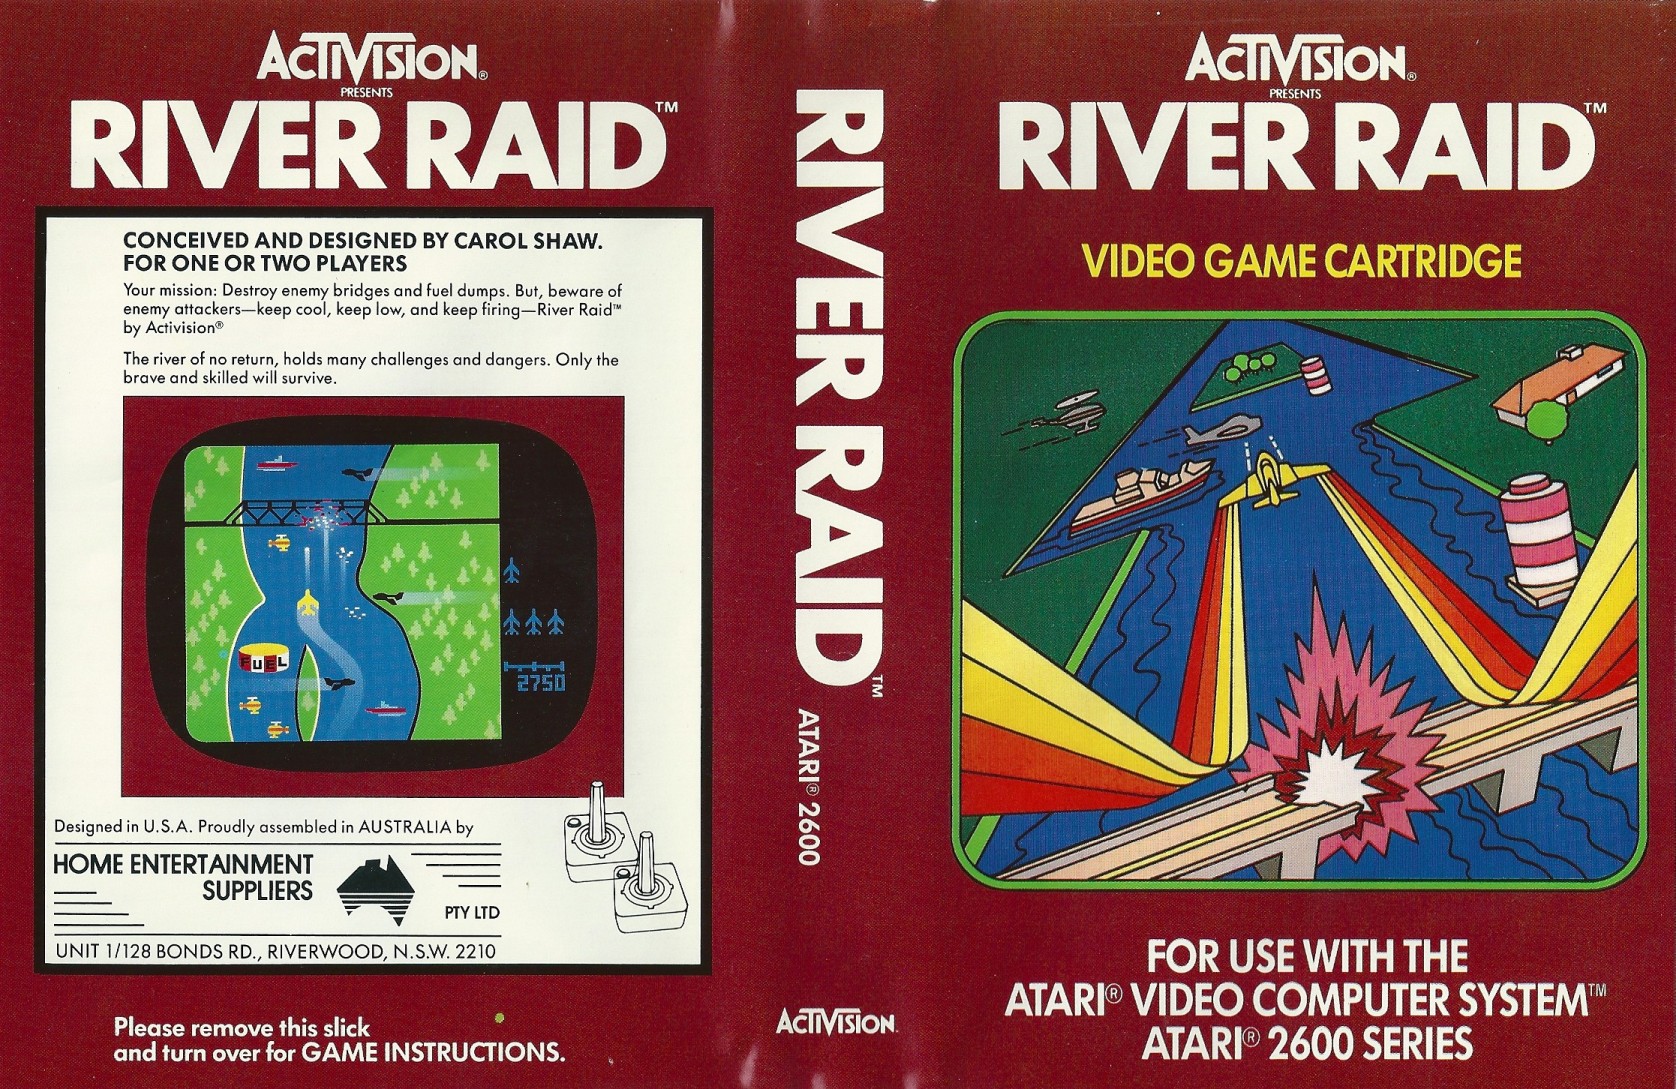 ACTIVISION®
PRESENTS
RIVER RAID™
CONCEIVED AND DESIGNED BY CAROL SHAW.
FOR ONE OR TWO PLAYERS
Your mission: Destroy enemy bridges and fuel dumps. But, beware of
enemy attackers—keep cool, keep low, and keep firing—River Raid™
by Activision®
The river of no return, holds many challenges and dangers. Only the
brave and skilled will survive.
FUEL
2750
Designed in U.S.A. Proudly assembled in AUSTRALIA by
HOME ENTERTAINMENT
SUPPLIERS
PTY LTD
UNIT 1/128 BONDS RD., RIVERWOOD, N.S.W. 2210
Please remove this slick
and turn over for GAME INSTRUCTIONS.
RIVER RAID™
ATARI® 2600
ACTIVISION
ACTIVISION®
PRESENTS
RIVER RAID™
VIDEO GAME CARTRIDGE
FOR USE WITH THE
ATARI® VIDEO COMPUTER SYSTEM™
ATARI® 2600 SERIES